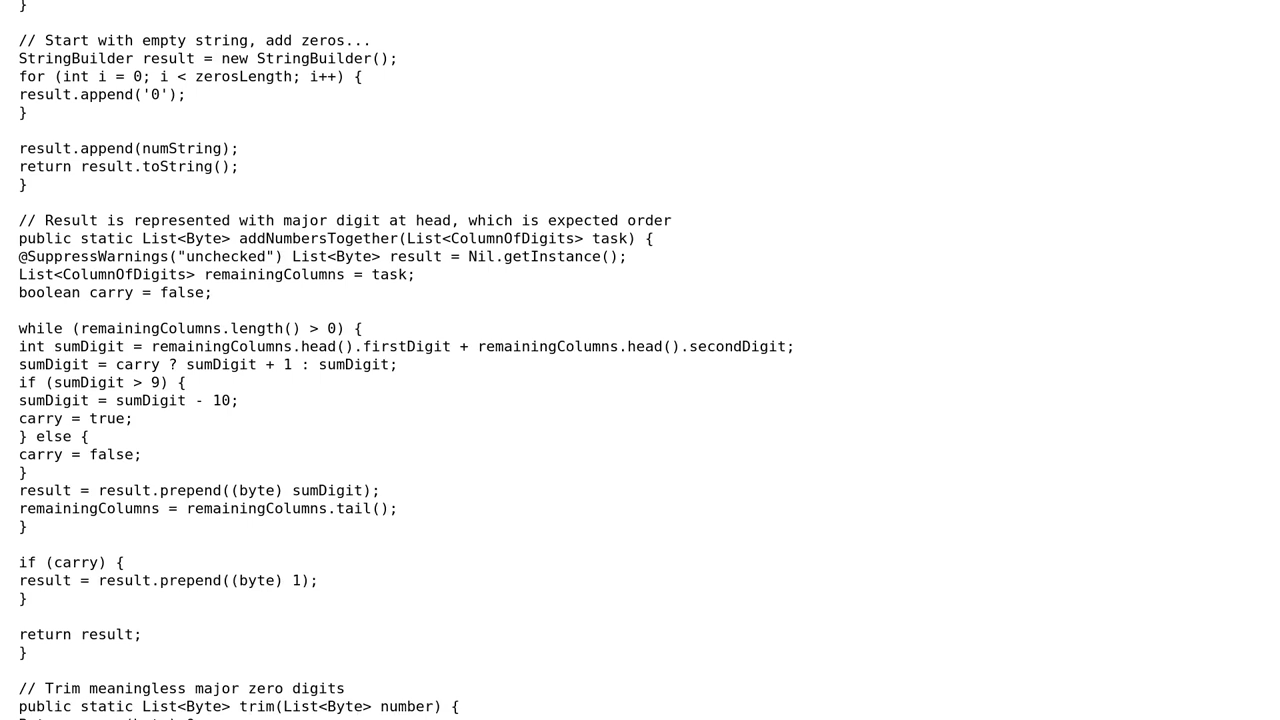 }
// Start with empty string, add zeros...
StringBuilder result = new StringBuilder();
for (int i = 0; i < zerosLength; i++) {
result.append('0');
}
result.append(numString);
return result.toString();
}
// Result is represented with major digit at head, which is expected order
public static List<Byte> addNumbersTogether(List<ColumnOfDigits> task) {
@SuppressWarnings("unchecked") List<Byte> result = Nil.getInstance();
List<ColumnOfDigits> remainingColumns = task;
boolean carry = false;
while (remainingColumns.length() > 0) {
int sumDigit = remainingColumns.head().firstDigit + remainingColumns.head().secondDigit;
sumDigit = carry ? sumDigit + 1 : sumDigit;
if (sumDigit > 9) {
sumDigit = sumDigit - 10;
carry = true;
} else {
carry = false;
}
result = result.prepend((byte) sumDigit);
remainingColumns = remainingColumns.tail();
}
if (carry) {
result = result.prepend((byte) 1);
}
return result;
}
// Trim meaningless major zero digits
public static List<Byte> trim(List<Byte> number) {